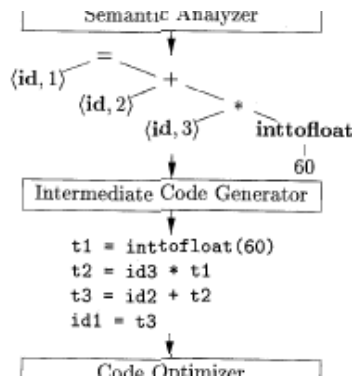 Semantic Analyzer
=
⟨id, 1⟩ +
⟨id, 2⟩ *
⟨id, 3⟩ inttofloat
60
Intermediate Code Generator
t1 = inttofloat(60)
t2 = id3 * t1
t3 = id2 + t2
id1 = t3
Code Optimizer